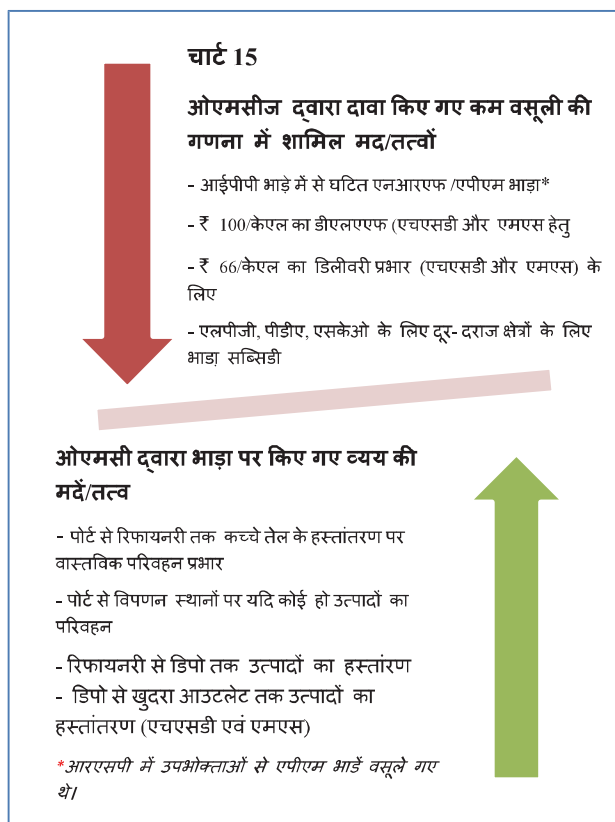 चार्ट 15
ओएमसीज द्वारा दावा किए गए कम वसूली की
गणना में शामिल मद/तत्वों
- आईपीपी भाड़े में से घटित एनआरएफ /एपीएम भाड़ा*
- ₹ 100/केएल का डीएलएएफ (एचएसडी और एमएस हेतु
- ₹ 66/केएल का डिलीवरी प्रभार (एचएसडी और एमएस) के
लिए
- एलपीजी, पीडीए, एसकेओ के लिए दूर- दराज क्षेत्रों के लिए
भाडा़ सब्सिडी
ओएमसी द्वारा भाड़ा पर किए गए व्यय की
मदें/तत्व
- पोर्ट से रिफायनरी तक कच्चे तेल के हस्तांतरण पर
वास्तविक परिवहन प्रभार
- पोर्ट से विपणन स्थानों पर यदि कोई हो उत्पादों का
परिवहन
- रिफायनरी से डिपो तक उत्पादों का हस्तांरण
- डिपो से खुदरा आउटलेट तक उत्पादों का
हस्तांतरण (एचएसडी एवं एमएस)
*आरएसपी में उपभोक्ताओं से एपीएम भाडें वसूले गए
थे।